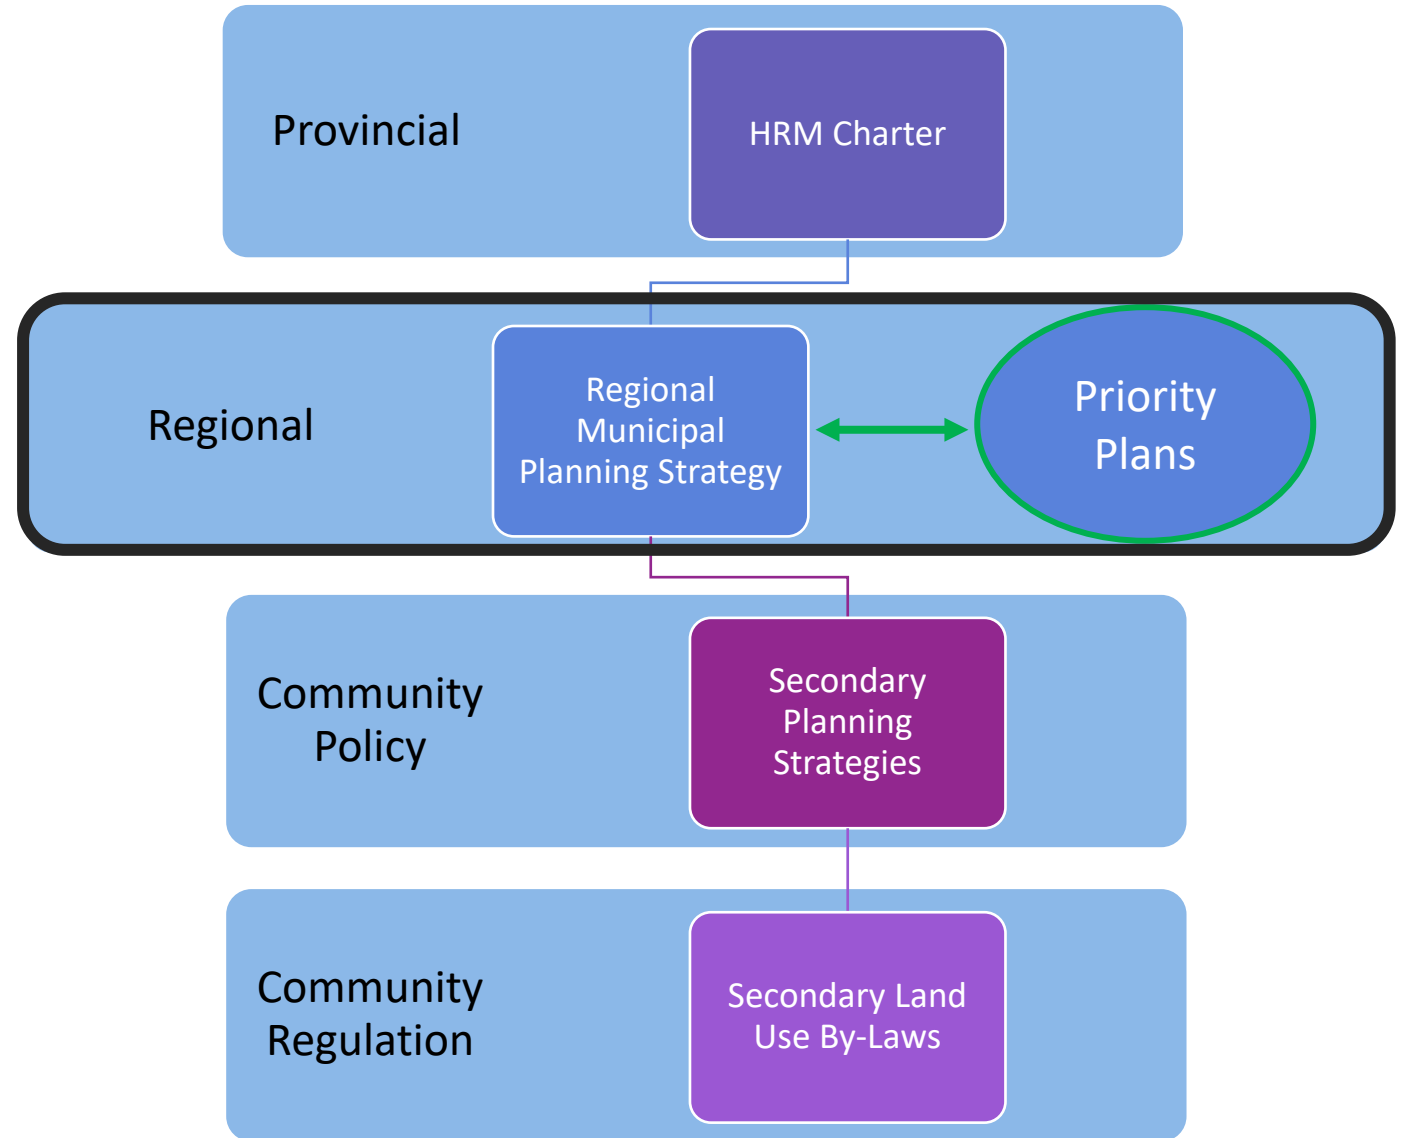 Provincial
HRM Charter
Regional
Regional
Municipal
Planning Strategy
Priority
Plans
Community
Policy
Secondary
Planning
Strategies
Community
Regulation
Secondary Land
Use By-Laws